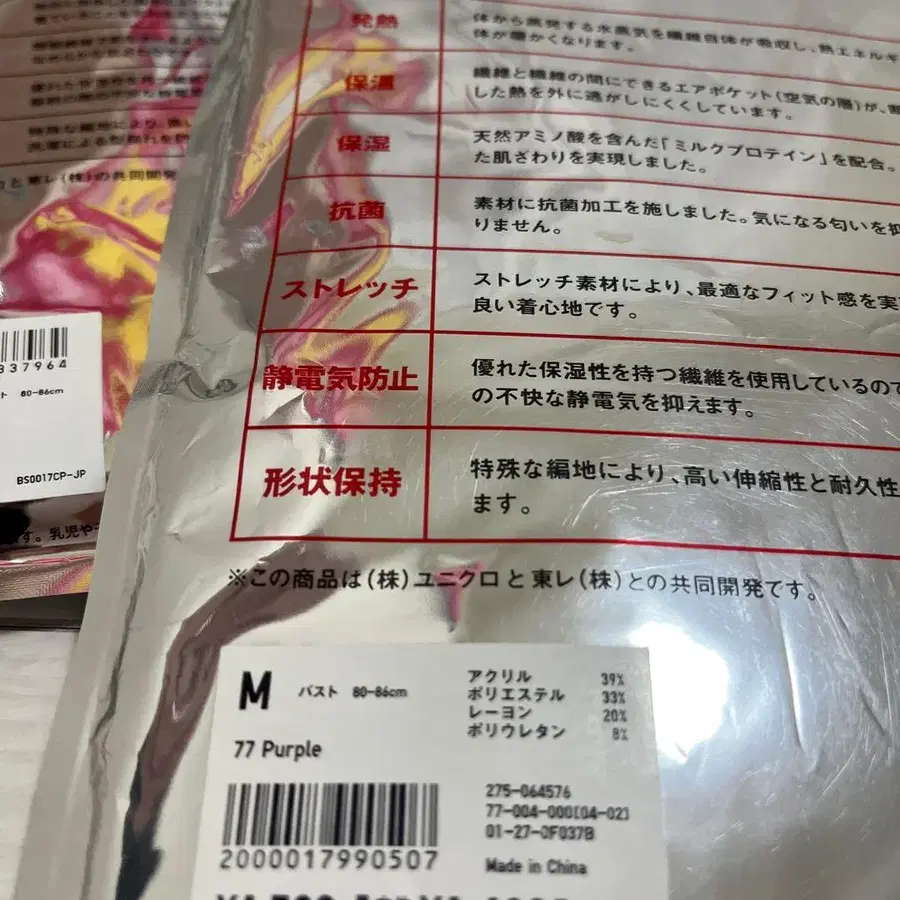 発熱
体から蒸発する水蒸気を繊維自体が吸収し、熱エネルギ
体が暖かくなります。
保温
繊維と繊維の間にできるエアポケット(空気の層)が、
した熱を外に逃がしにくくしています。
保湿
天然アミノ酸を含んだ「ミルクプロテイン」を配合。
た肌ざわりを実現しました。
抗菌
素材に抗菌加工を施しました。気になる匂いを抑
りません。
ストレッチ
ストレッチ素材により、最適なフィット感を実
良い着心地です。
静電気防止
優れた保湿性を持つ繊維を使用しているので
の不快な静電気を抑えます。
形状保持
特殊な編地により、高い伸縮性と耐久性
ます。
※この商品は(株)ユニクロと東レ(株)との共同開発です。
と東レ(株)の共同開発
337964
ト 80-86cm
BS0017CP-JP
す。乳児や
M バスト 80-86cm
77 Purple
アクリル 39%
ポリエステル 33%
レーヨン 20%
ポリウレタン 8%
275-064576
77-004-000[04-02]
01-27-0F037B
2000017990507
Made in China